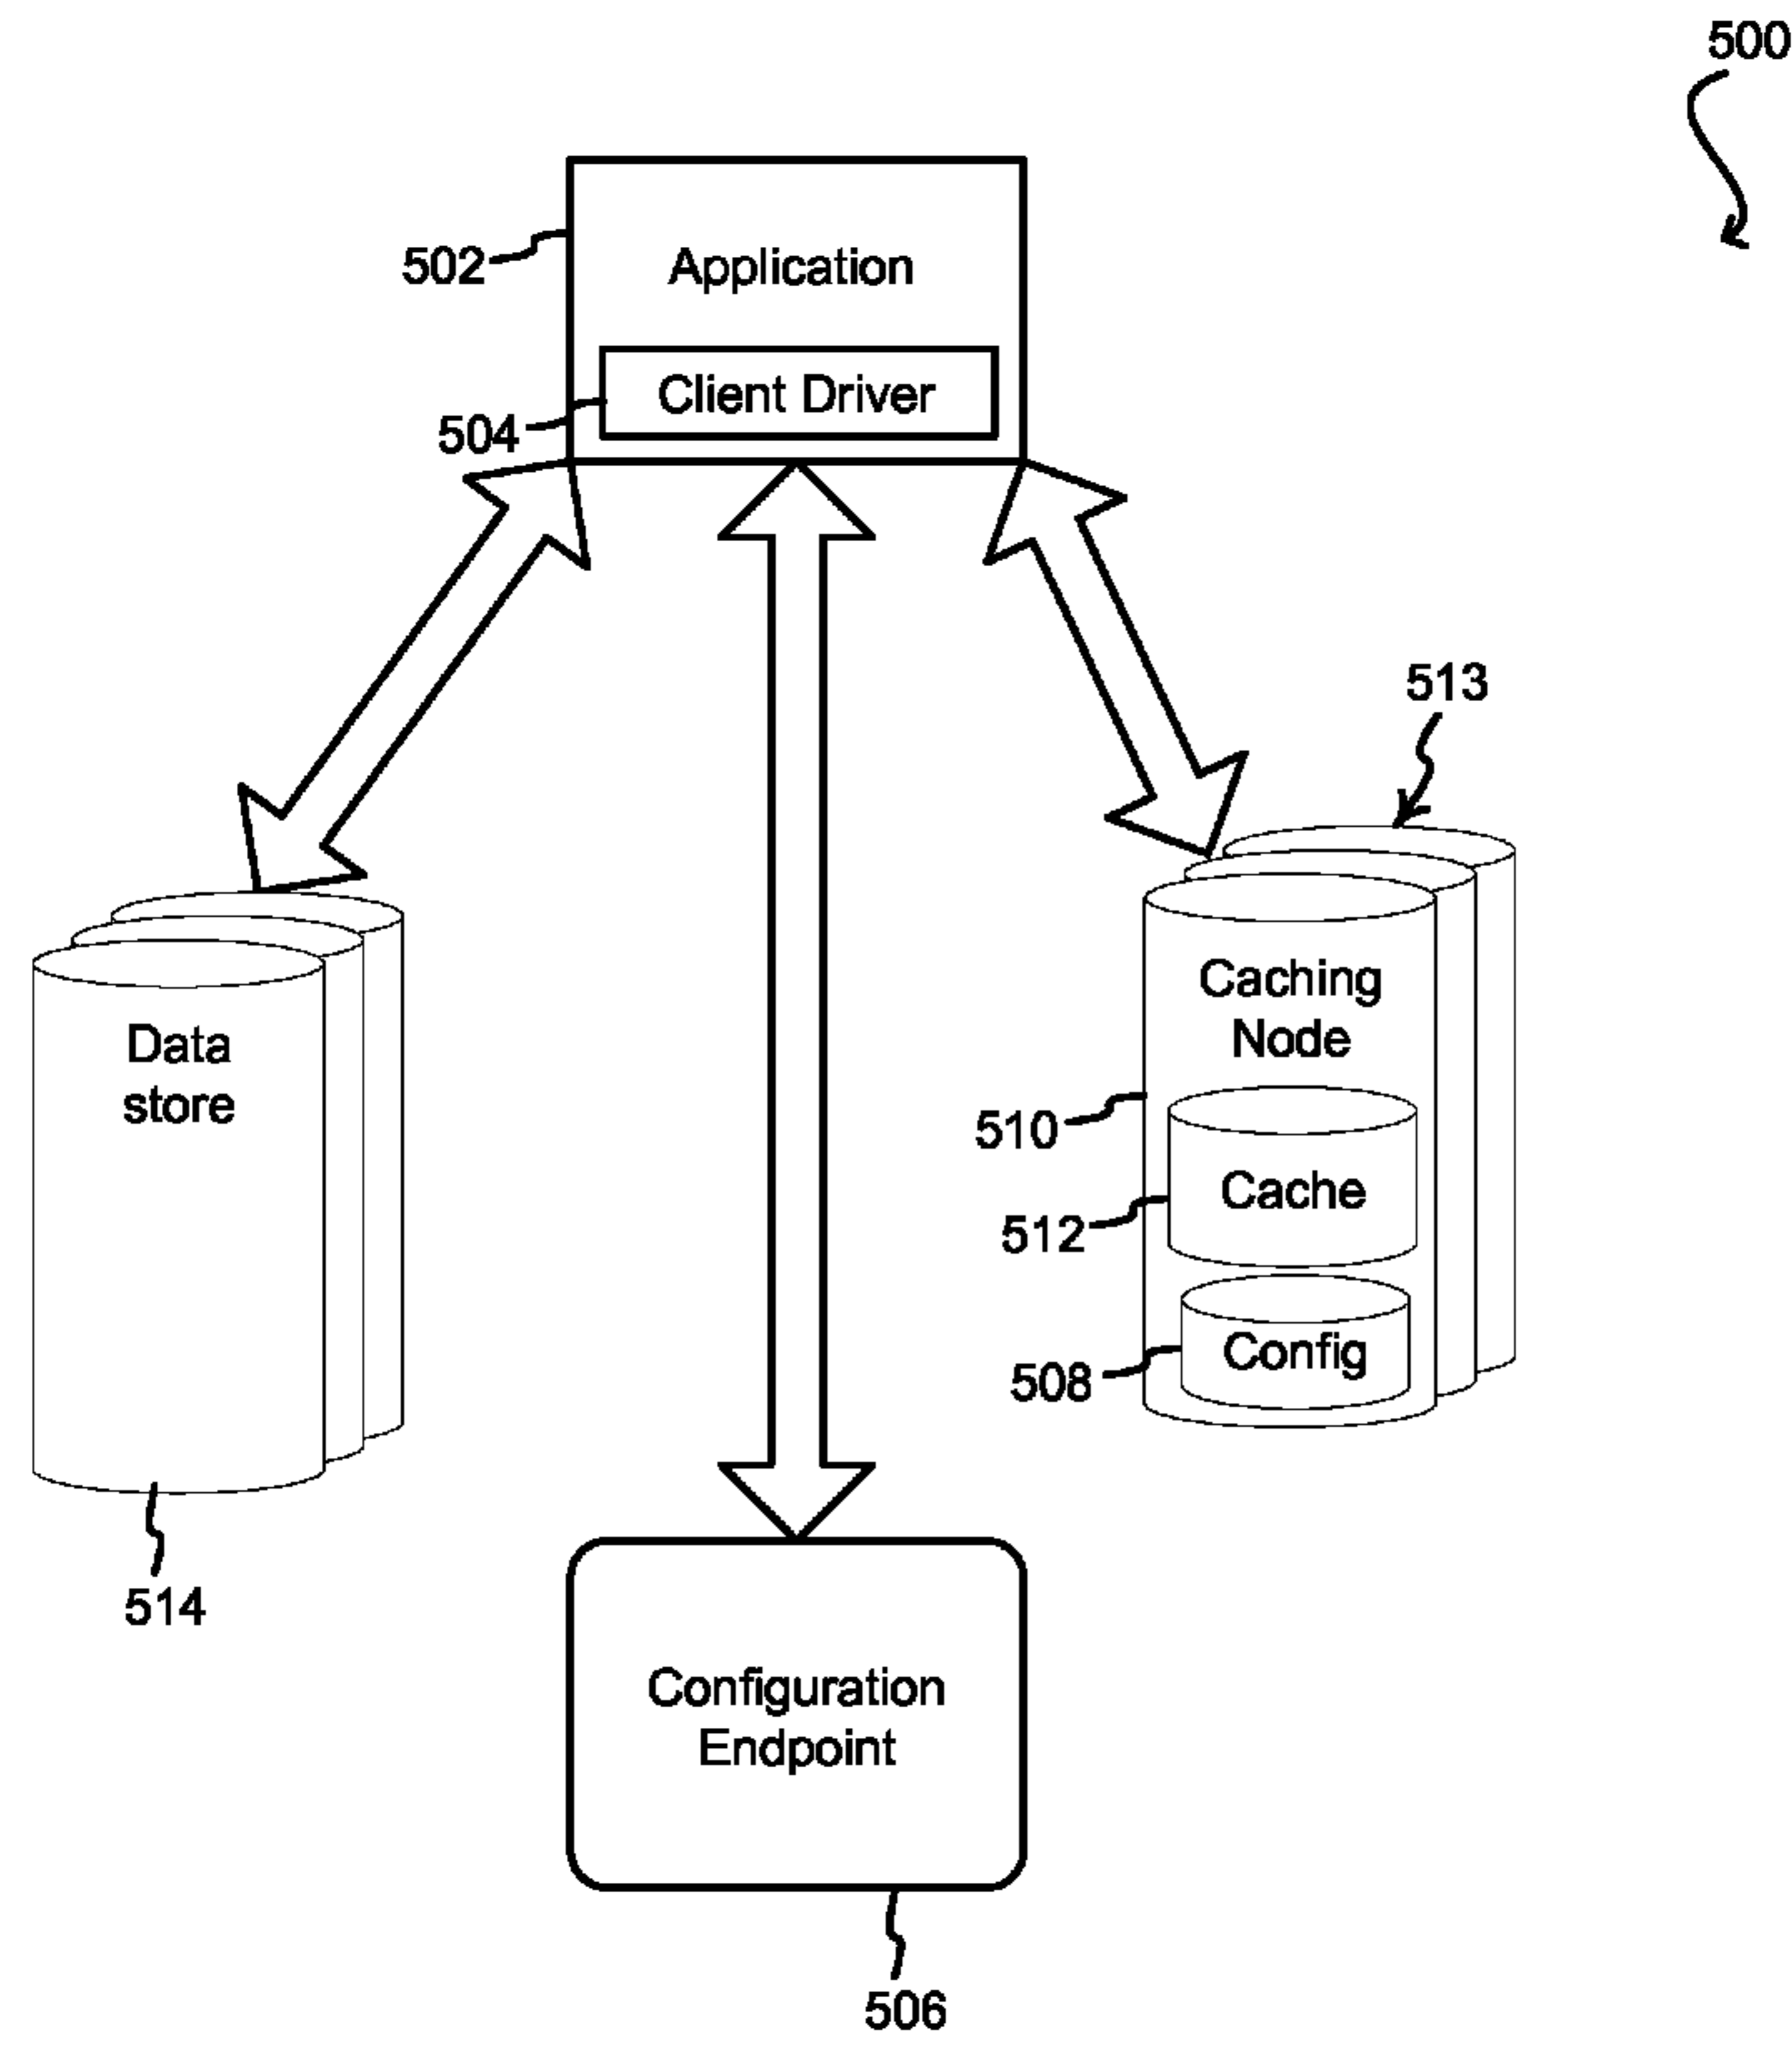 500
502
Application
Client Driver
504
513
Caching
Node
Data
store
510
Cache
512
Config
508
514
Configuration
Endpoint
506